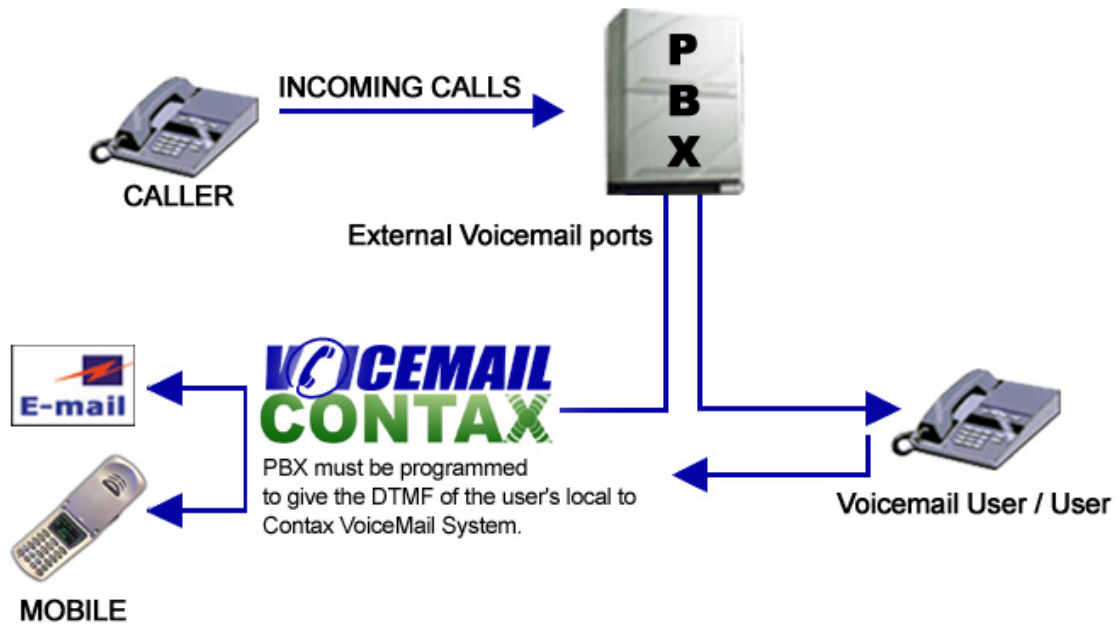 INCOMING CALLS
CALLER
P
B
X
External Voicemail ports
E-mail
VOICEMAIL
CONTAX
PBX must be programmed
to give the DTMF of the user's local to
Contax VoiceMail System.
Voicemail User / User
MOBILE